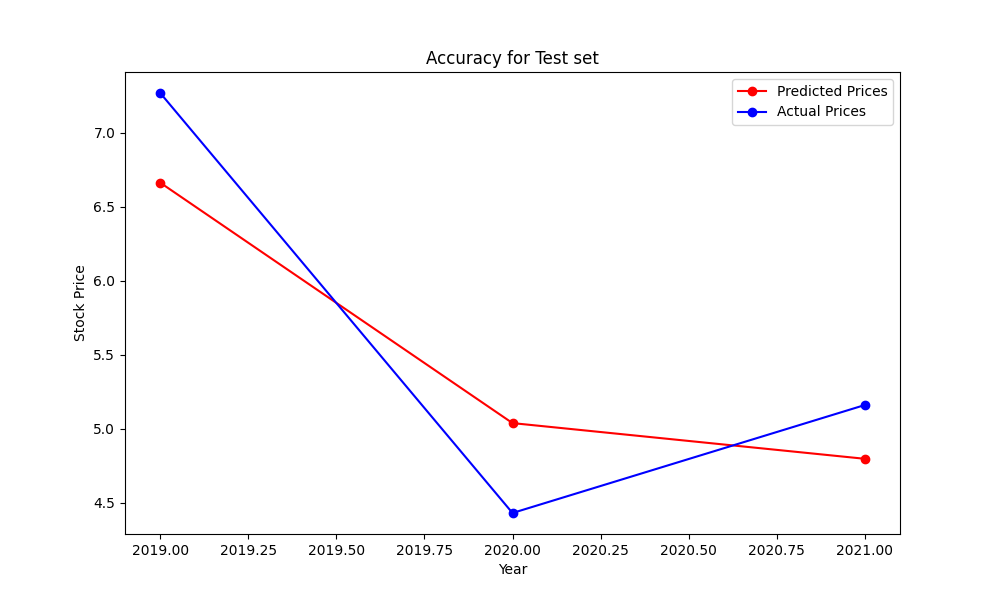 Accuracy for Test set
Predicted Prices
Actual Prices
Stock Price
7.0
6.5
6.0
5.5
5.0
4.5
2019.00 2019.25 2019.50 2019.75 2020.00 2020.25 2020.50 2020.75 2021.00
Year